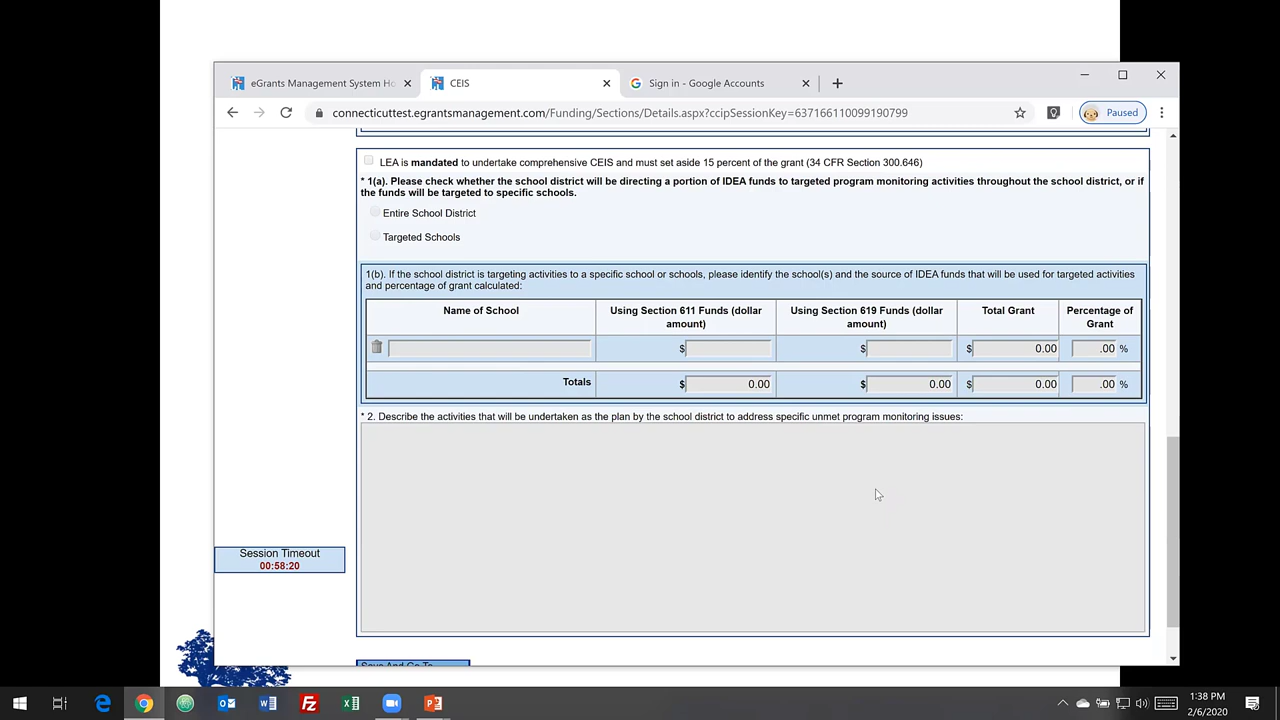 eGrants Management System Ho
CEIS
Sign in - Google Accounts
connecticuttest.egrantsmanagement.com/Funding/Sections/Details.aspx?ccipSessionKey=637166110099190799
Paused
LEA is mandated to undertake comprehensive CEIS and must set aside 15 percent of the grant (34 CFR Section 300.646)
* 1(a). Please check whether the school district will be directing a portion of IDEA funds to targeted program monitoring activities throughout the school district, or if
the funds will be targeted to specific schools.
Entire School District
Targeted Schools
1(b). If the school district is targeting activities to a specific school or schools, please identify the school(s) and the source of IDEA funds that will be used for targeted activities
and percentage of grant calculated:
Name of School
Using Section 611 Funds (dollar
amount)
Using Section 619 Funds (dollar
amount)
Total Grant
Percentage of
Grant
$ $ $ 0.00 .00 %
Totals $ 0.00 $ 0.00 $ 0.00 .00 %
* 2. Describe the activities that will be undertaken as the plan by the school district to address specific unmet program monitoring issues:
Session Timeout
00:58:20
Save And Go To
1:38 PM
2/6/2020